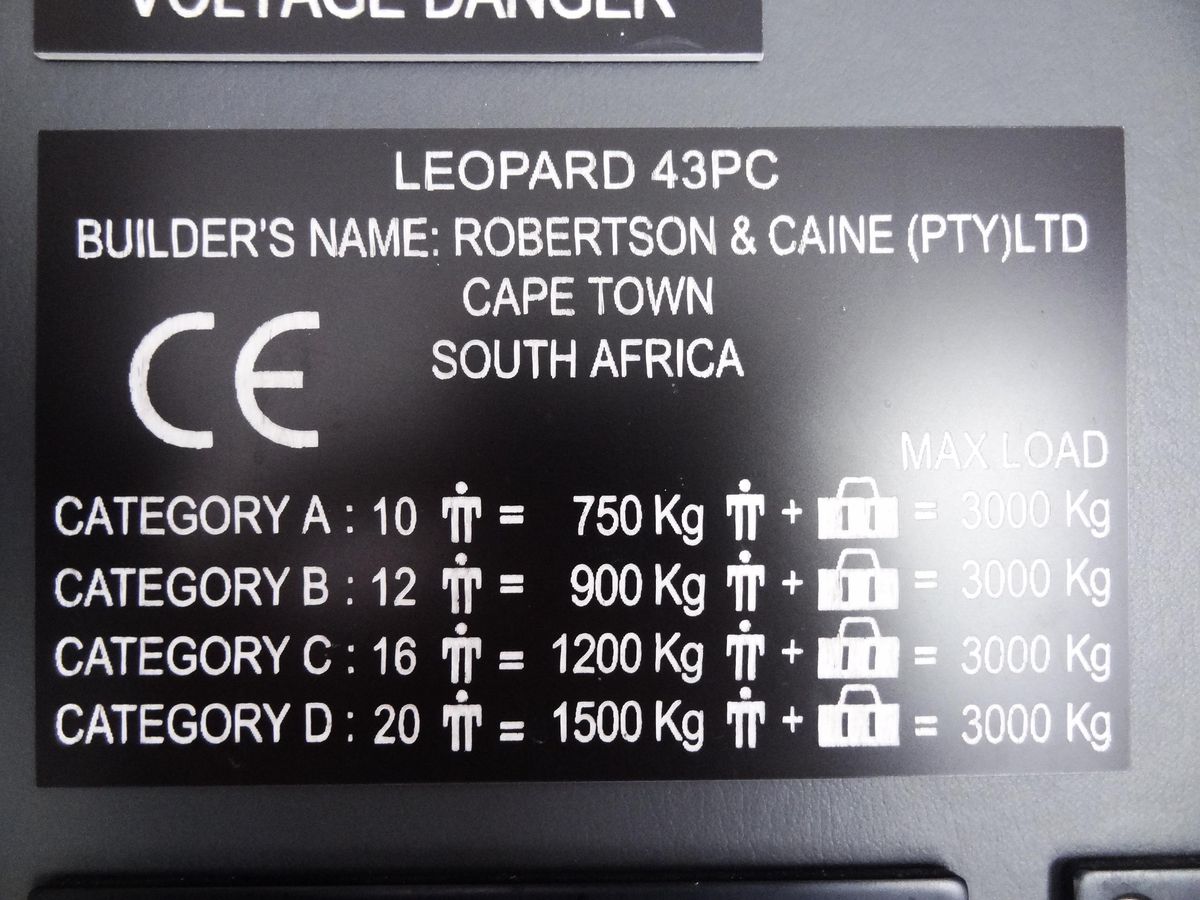 VOLTAGE DANGER
LEOPARD 43PC
BUILDER'S NAME: ROBERTSON & CAINE (PTY)LTD
CAPE TOWN
SOUTH AFRICA
CE
MAX LOAD
CATEGORY A : 10 = 750 Kg + = 3000 Kg
CATEGORY B : 12 = 900 Kg + = 3000 Kg
CATEGORY C : 16 = 1200 Kg + = 3000 Kg
CATEGORY D : 20 = 1500 Kg + = 3000 Kg